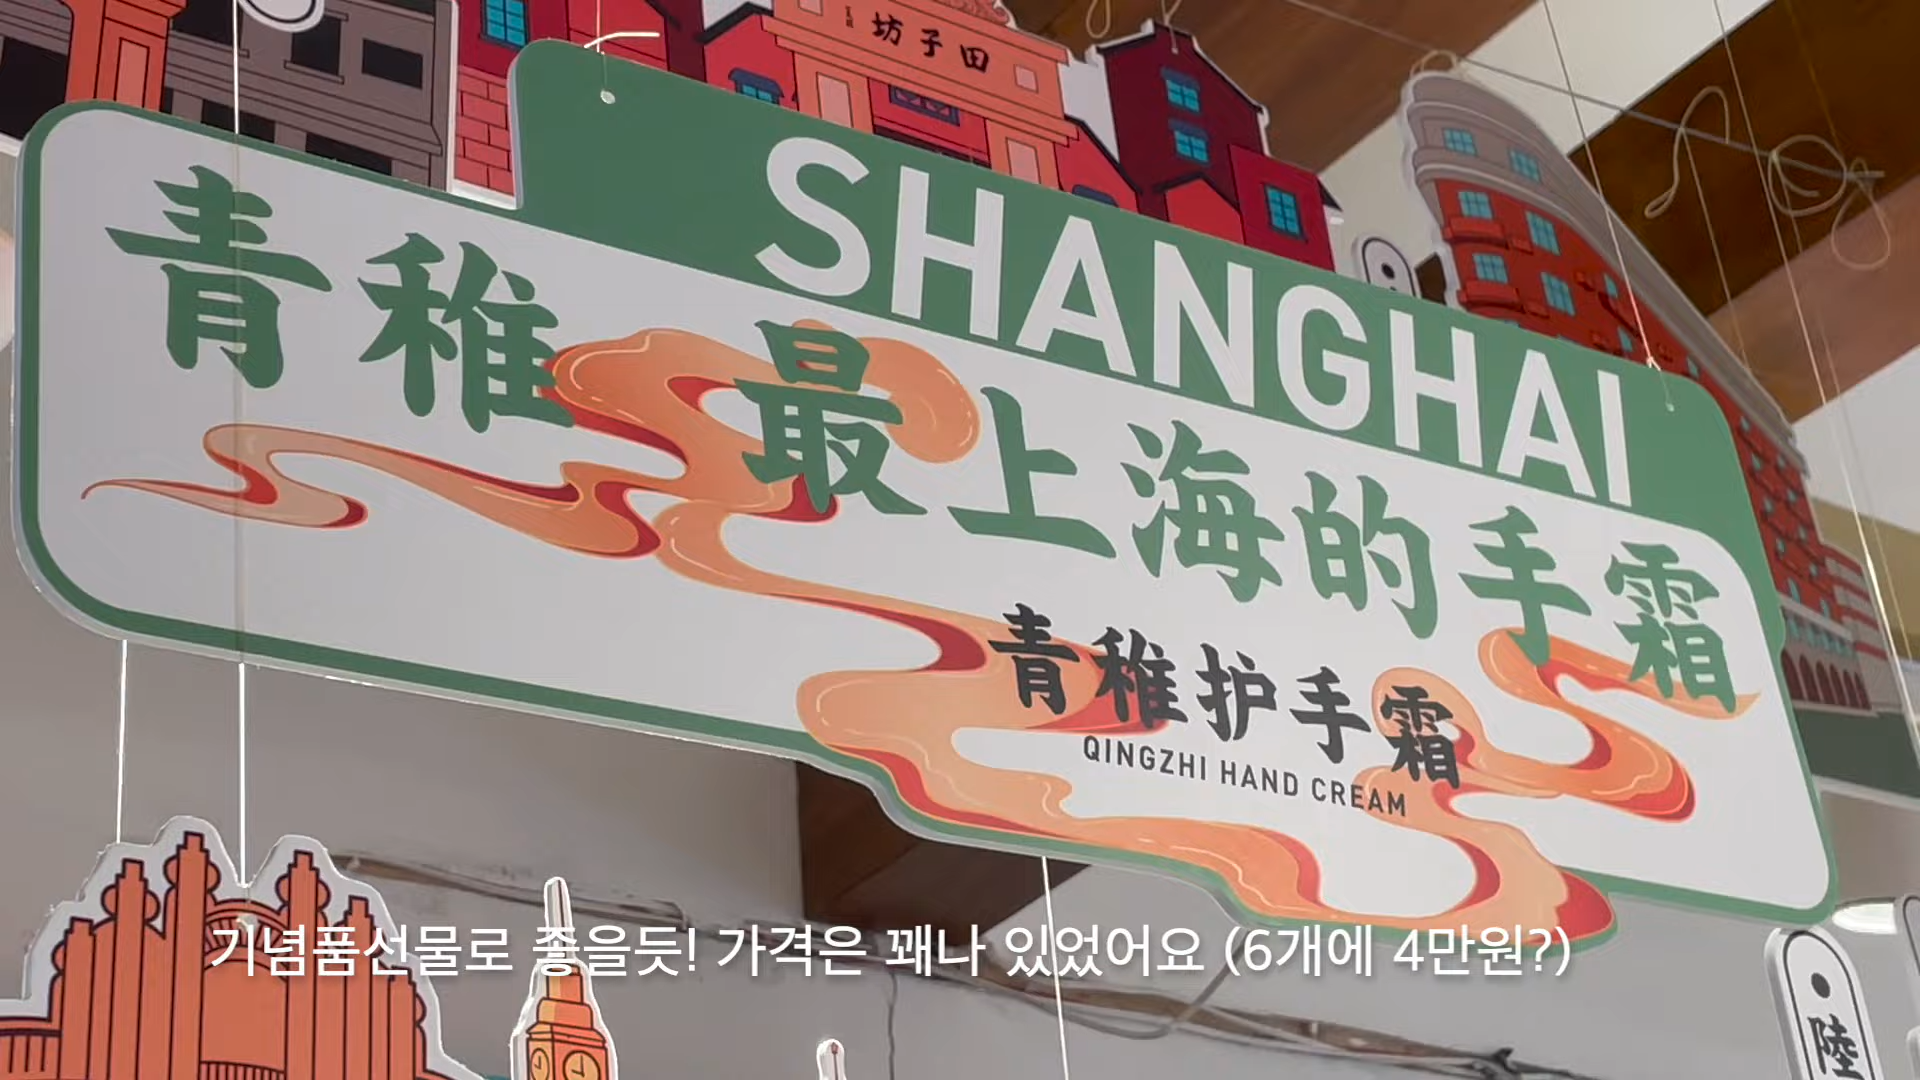 田子坊
SHANGHAI
青稚 最上海的手霜
青稚护手霜
QINGZHI HAND CREAM
기념품선물로 좋을듯! 가격은 꽤나 있었어요 (6개에 4만원?)
陸